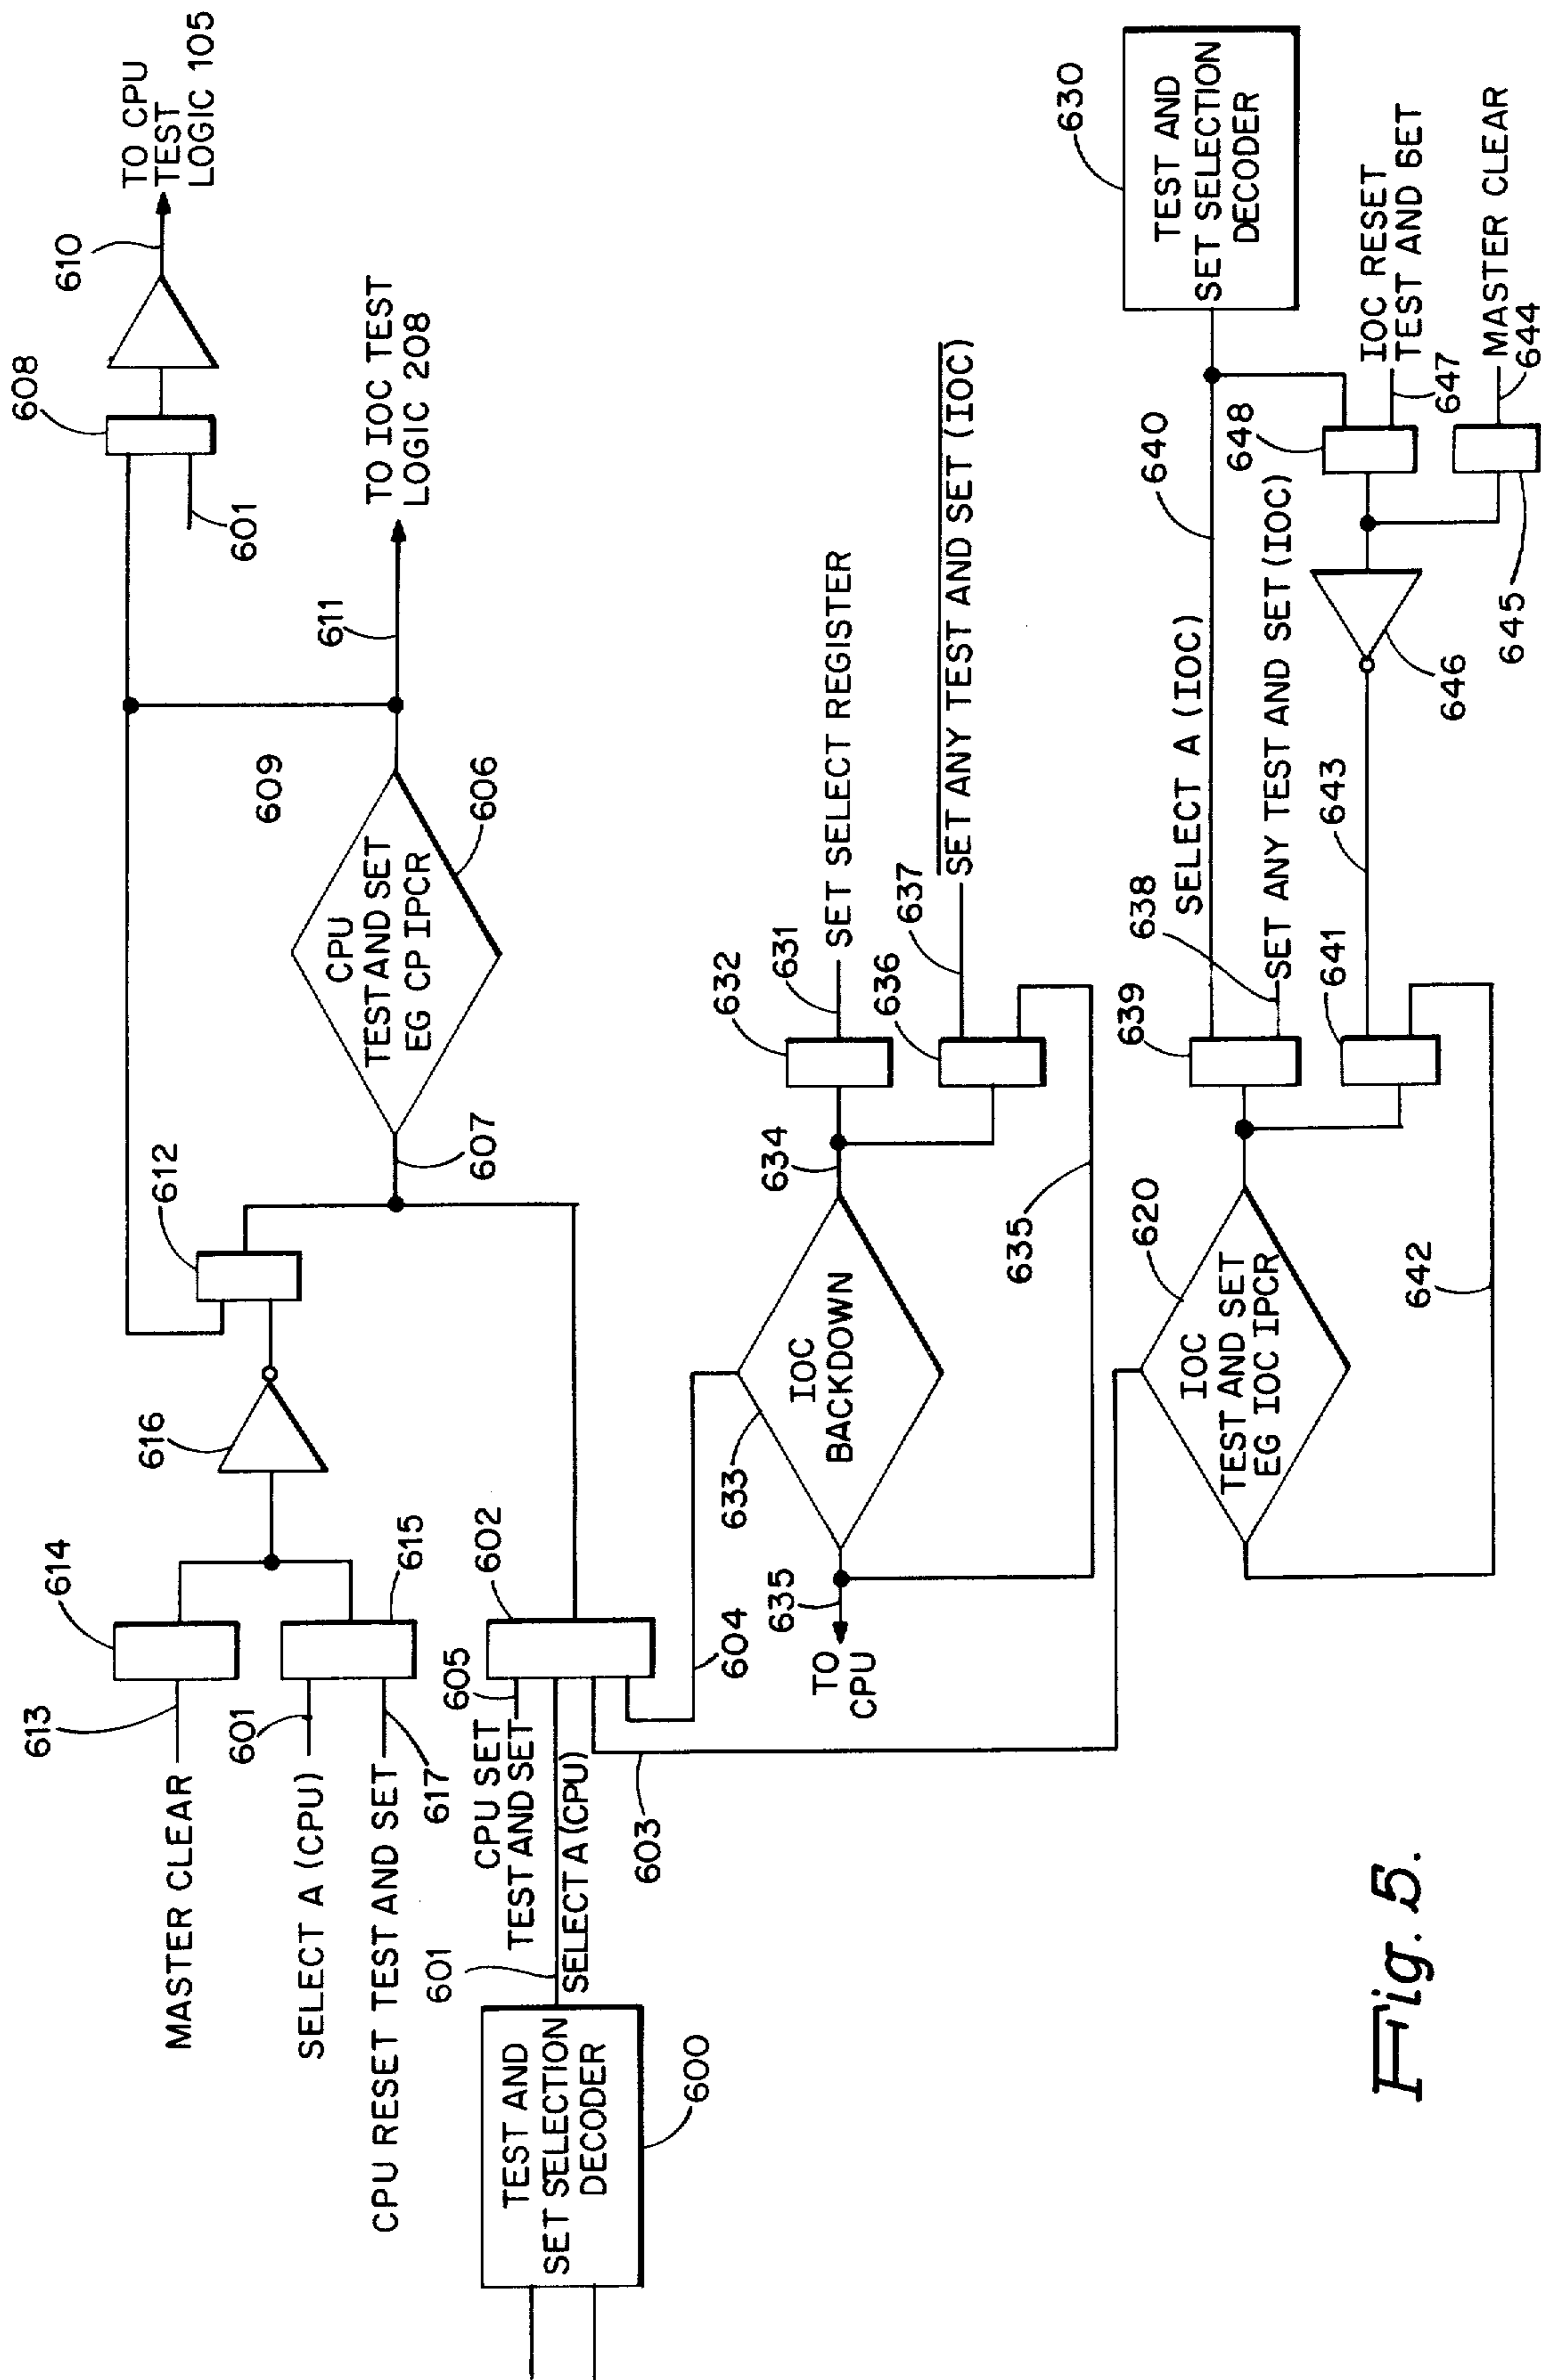 MASTER CLEAR
613
614
SELECT A (CPU)
601
CPU RESET TEST AND SET
617
615
616
612
607
CPU
TEST AND SET
EG CP IPCR
606
609
611
TO IOC TEST
LOGIC 208
608
601
610
TO CPU
TEST
LOGIC 105
TEST AND
SET SELECTION
DECODER
600
601
SELECT A (CPU)
CPU SET
TEST AND SET
605
602
603
604
TO
CPU
635
IOC
BACKDOWN
633
634
635
632
631
SET SELECT REGISTER
636
637
SET ANY TEST AND SET (IOC)
IOC
TEST AND SET
EG IOC IPCR
620
642
639
638
SELECT A (IOC)
SET ANY TEST AND SET (IOC)
640
641
643
646
648
647
IOC RESET
TEST AND 6ET
MASTER CLEAR
644
645
TEST AND
SET SELECTION
DECODER
630
Fig. 5.